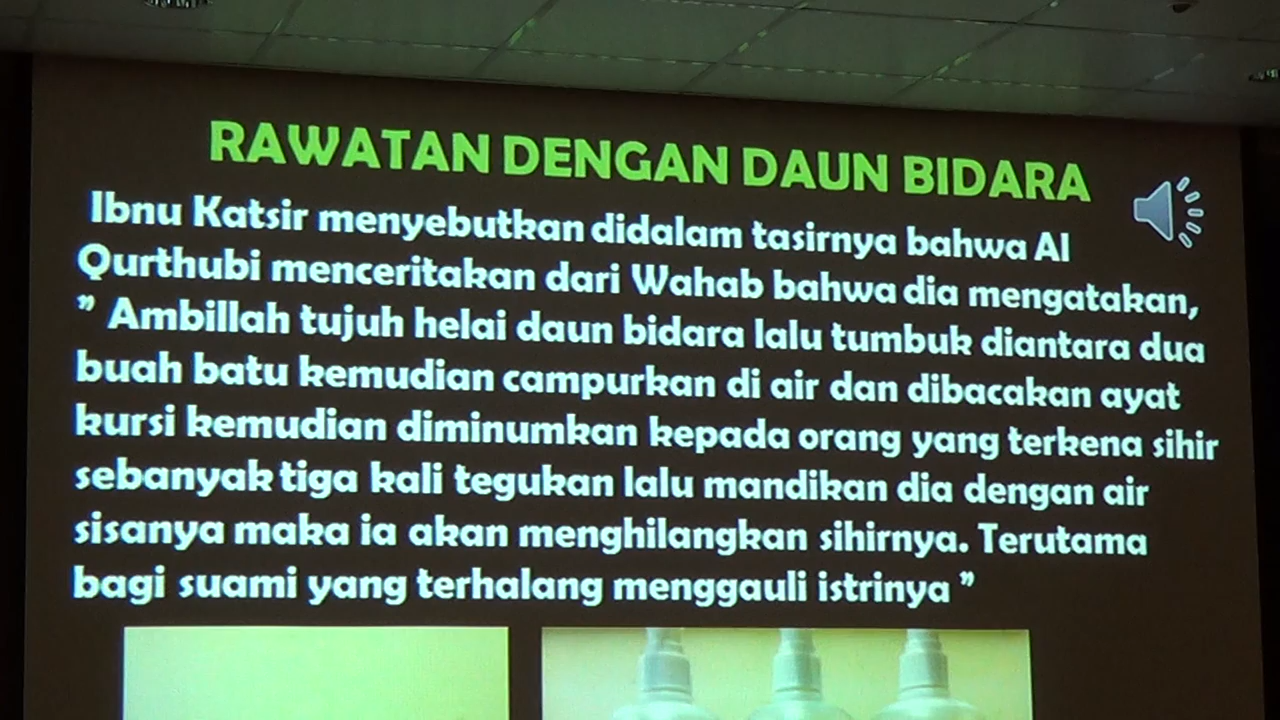 RAWATAN DENGAN DAUN BIDARA
Ibnu Katsir menyebutkan didalam tasirnya bahwa Al
Qurthubi menceritakan dari Wahab bahwa dia mengatakan,
” Ambillah tujuh helai daun bidara lalu tumbuk diantara dua
buah batu kemudian campurkan di air dan dibacakan ayat
kursi kemudian diminumkan kepada orang yang terkena sihir
sebanyak tiga kali tegukan lalu mandikan dia dengan air
sisanya maka ia akan menghilangkan sihirnya. Terutama
bagi suami yang terhalang menggauli istrinya ”